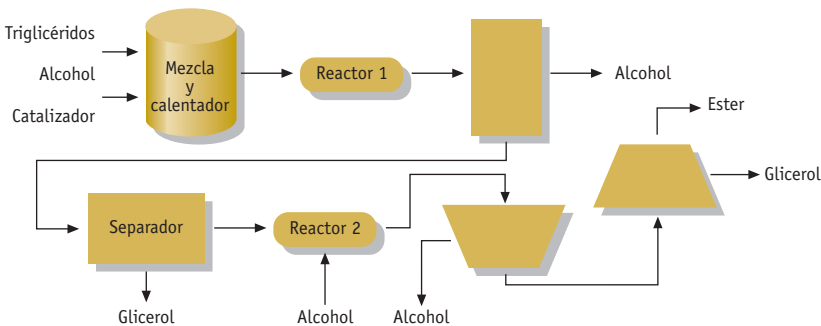 Triglicéridos
Alcohol
Catalizador
Mezcla
y
calentador
Reactor 1
Alcohol
Ester
Glicerol
Separador
Reactor 2
Glicerol
Alcohol
Alcohol